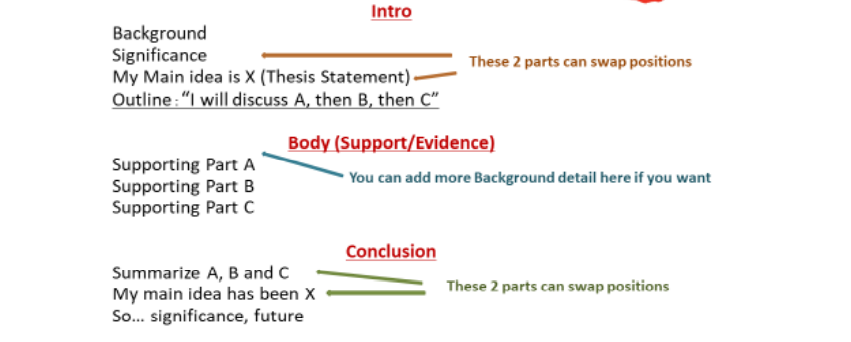 Intro
Background
Significance
These 2 parts can swap positions
My Main idea is X (Thesis Statement)
Outline : “I will discuss A, then B, then C”
Body (Support/Evidence)
Supporting Part A
You can add more Background detail here if you want
Supporting Part B
Supporting Part C
Conclusion
Summarize A, B and C
These 2 parts can swap positions
My main idea has been X
So... significance, future